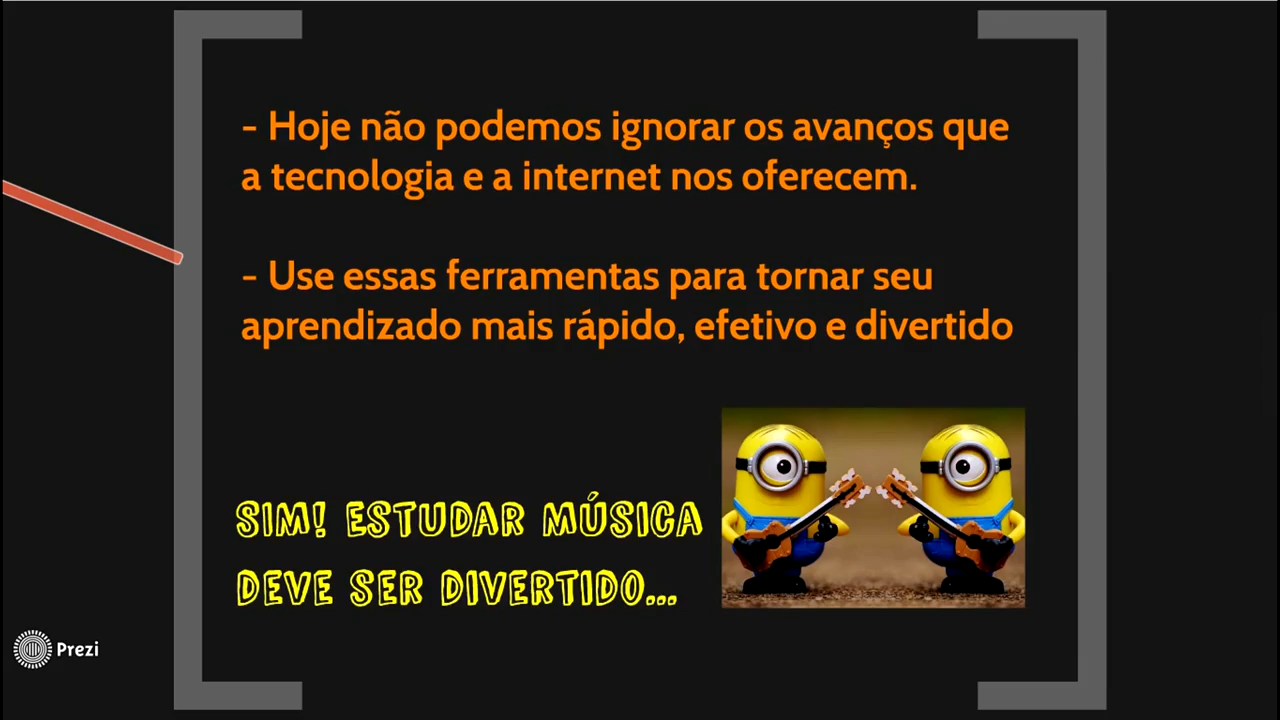 - Hoje não podemos ignorar os avanços que
a tecnologia e a internet nos oferecem.
- Use essas ferramentas para tornar seu
aprendizado mais rápido, efetivo e divertido
SIM! ESTUDAR MÚSICA
DEVE SER DIVERTIDO...
Prezi